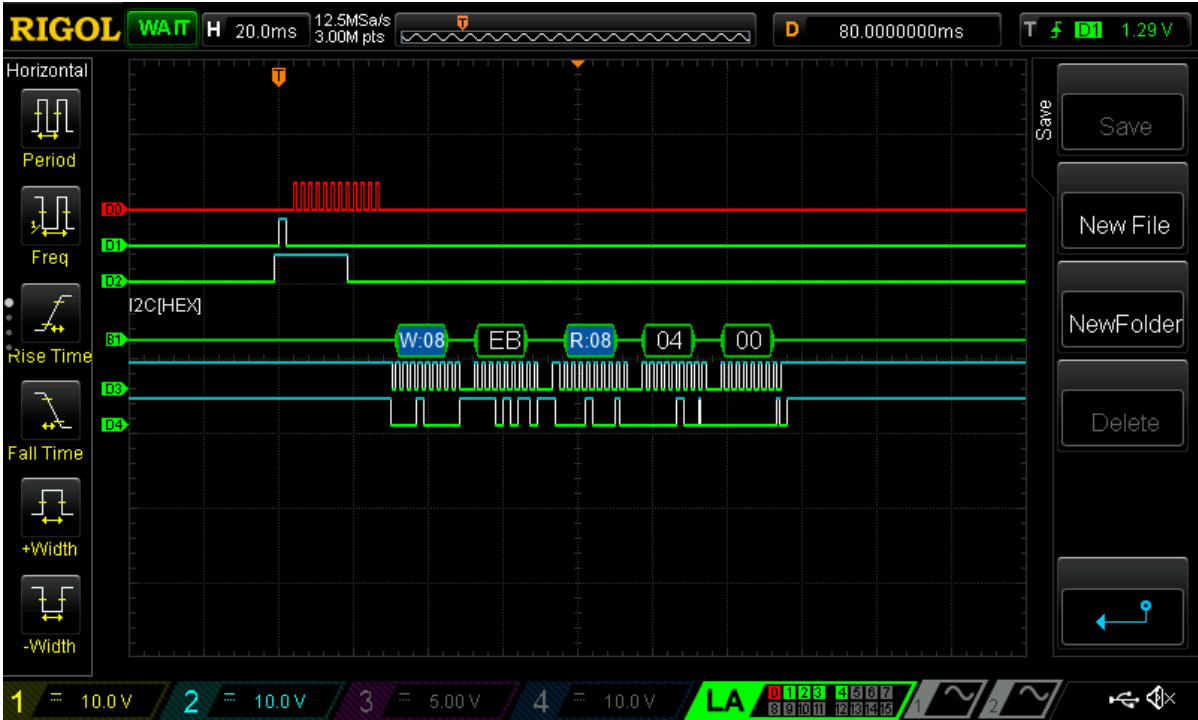 RIGOL WAIT H 20.0ms 12.5MSa/s 3.00M pts T D 80.0000000ms T D1 1.29 V
Horizontal
Period
Freq
Rise Time
Fall Time
+Width
-Width
T
D0
D1
D2
I2C[HEX]
B1 W:08 EB R:08 04 00
D3
D4
Save
Save
New File
NewFolder
Delete
1 10.0 V 2 10.0 V 3 5.00 V 4 10.0 V LA 0 1 2 3 4 5 6 7 1 2
8 9 10 11 12 13 14 15